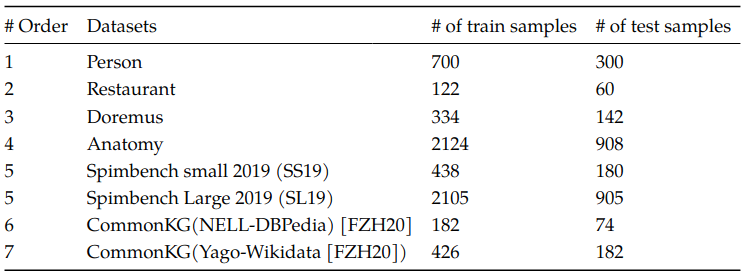 # Order Datasets # of train samples # of test samples
1 Person 700 300
2 Restaurant 122 60
3 Doremus 334 142
4 Anatomy 2124 908
5 Spimbench small 2019 (SS19) 438 180
5 Spimbench Large 2019 (SL19) 2105 905
6 CommonKG(NELL-DBPedia) [FZH20] 182 74
7 CommonKG(Yago-Wikidata [FZH20]) 426 182